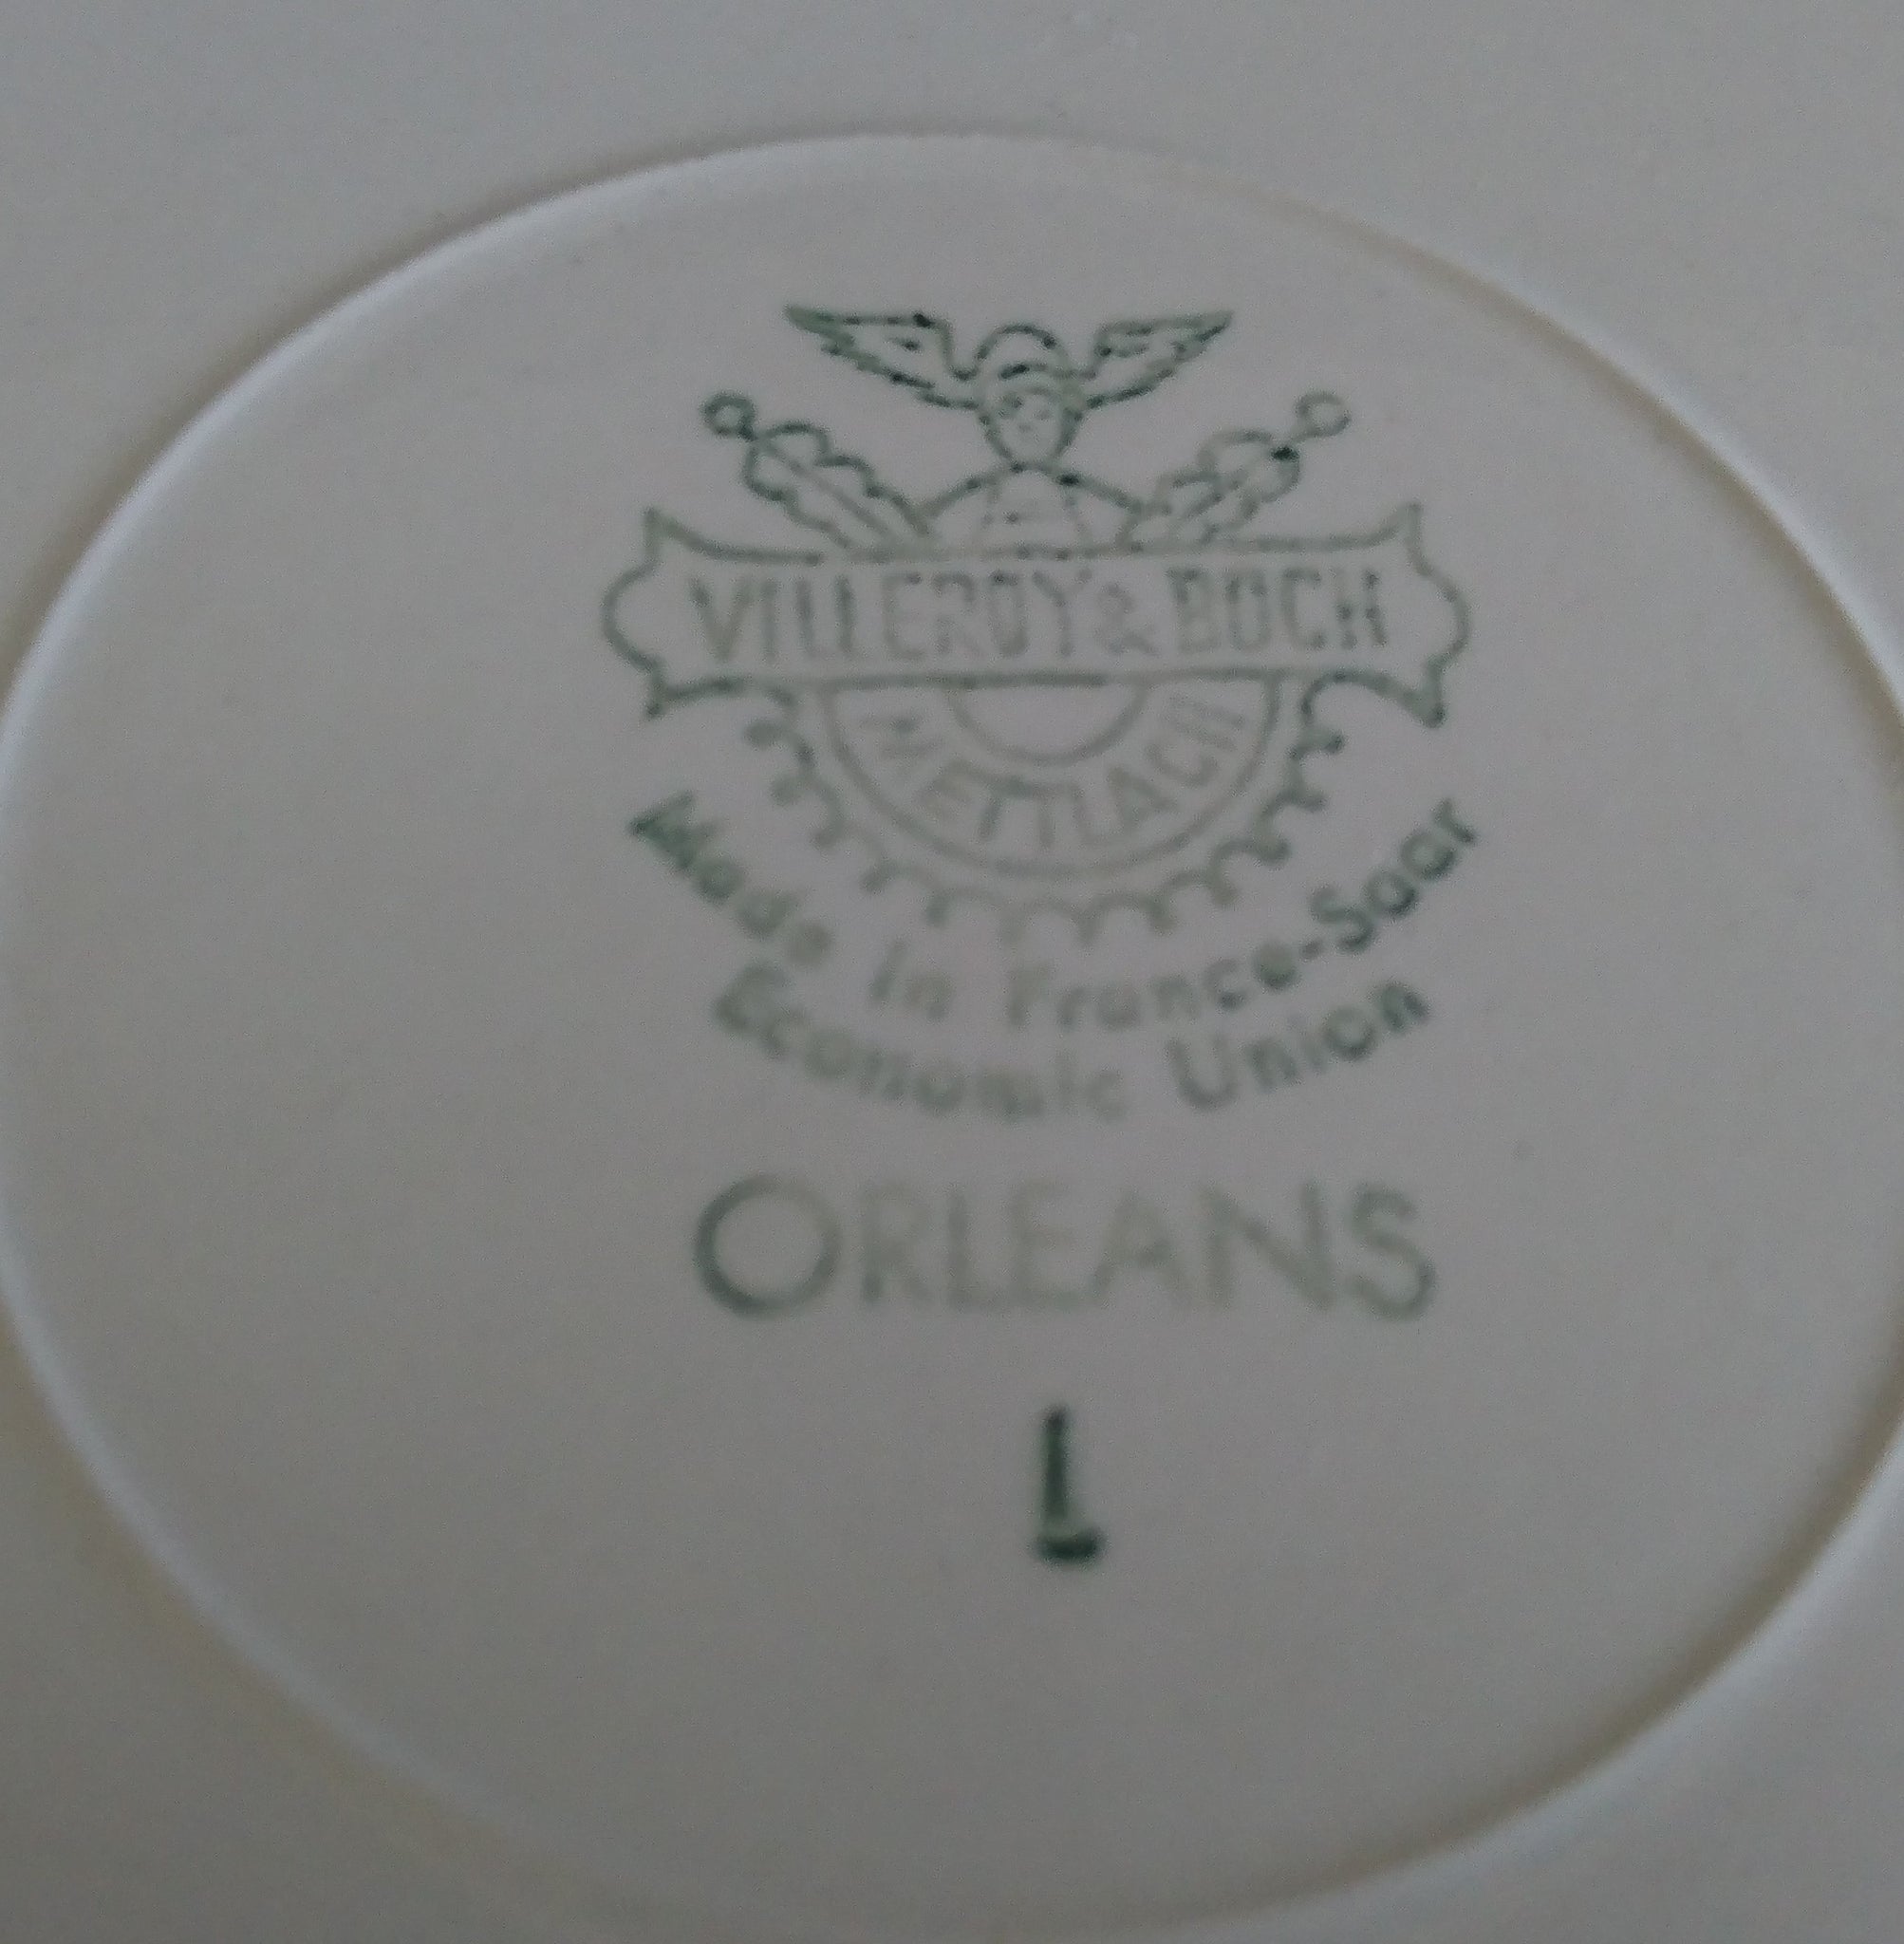 VILLEROY & BOCH
METTLACH
Made in France-Saar
Economic Union
ORLEANS
L